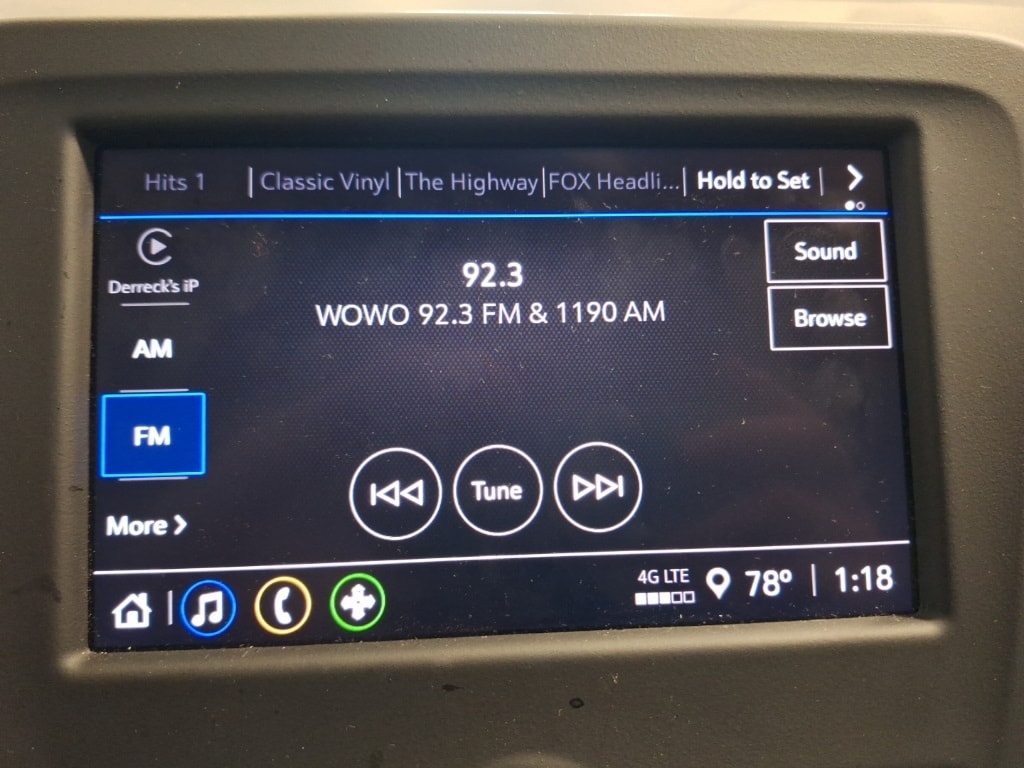 Hits 1 Classic Vinyl The Highway FOX Headli... Hold to Set
Derreck's iP
AM
FM
More
92.3
WOWO 92.3 FM & 1190 AM
Sound
Browse
Tune
4G LTE
78º 1:18